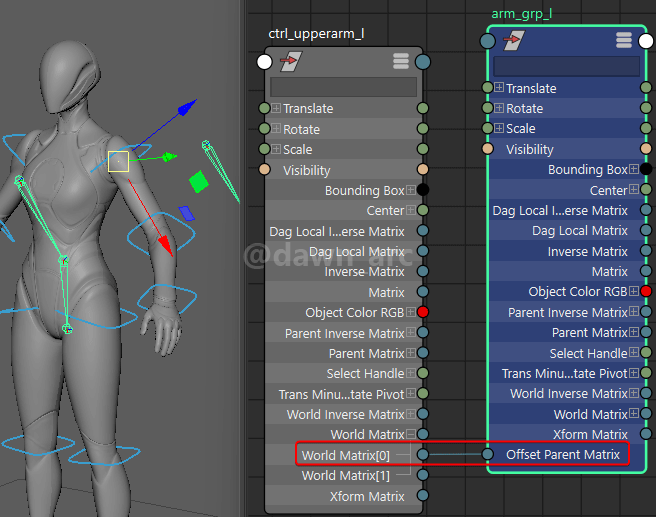 arm_grp_l
ctrl_upperarm_l
Translate
Rotate
Scale
Visibility
Bounding Box
Center
Dag Local I...erse Matrix
Dag Local Matrix
Inverse Matrix
Matrix
Object Color RGB
Parent Inverse Matrix
Parent Matrix
Select Handle
Trans Minu...tate Pivot
World Inverse Matrix
World Matrix
World Matrix[0]
World Matrix[1]
Xform Matrix
Translate
Rotate
Scale
Visibility
Bounding Box
Center
Dag Local I...erse Matrix
Dag Local Matrix
Inverse Matrix
Matrix
Object Color RGB
Parent Inverse Matrix
Parent Matrix
Select Handle
Trans Minu...tate Pivot
World Inverse Matrix
World Matrix
Xform Matrix
Offset Parent Matrix
@dawn arc